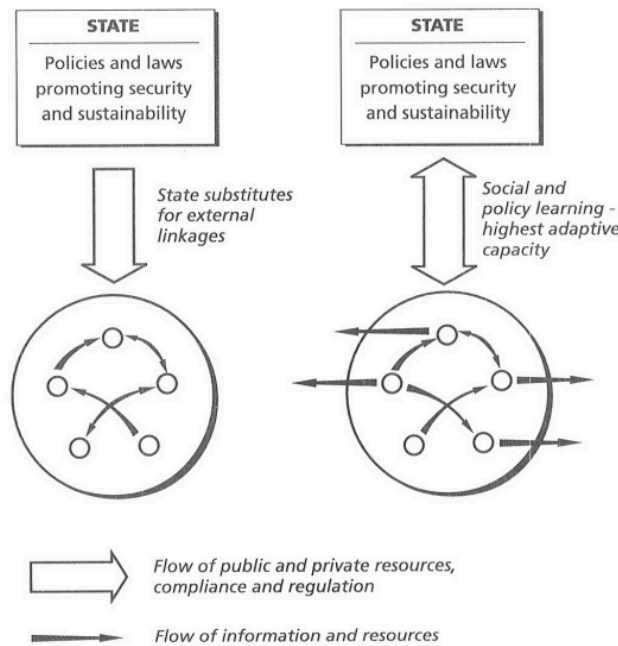 STATE
Policies and laws
promoting security
and sustainability
STATE
Policies and laws
promoting security
and sustainability
State substitutes
for external
linkages
Social and
policy learning -
highest adaptive
capacity
Flow of public and private resources,
compliance and regulation
Flow of information and resources